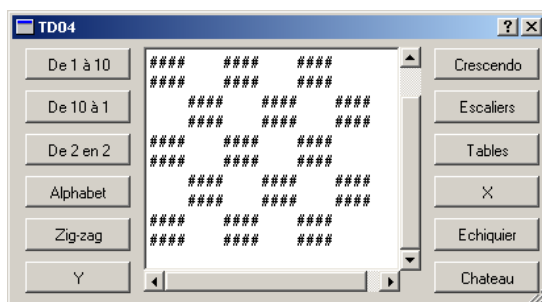 TD04
De 1 à 10
De 10 à 1
De 2 en 2
Alphabet
Zig-zag
Y
####    ####    ####
####    ####    ####
    ####    ####    ####
    ####    ####    ####
####    ####    ####
####    ####    ####
    ####    ####    ####
    ####    ####    ####
####    ####    ####
####    ####    ####
Crescendo
Escaliers
Tables
X
Echiquier
Chateau